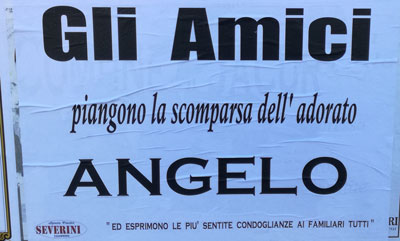 Gli Amici
piangono la scomparsa dell' adorato
ANGELO
SEVERINI
"ED ESPRIMONO LE PIU' SENTITE CONDOGLIANZE AI FAMILIARI TUTTI"